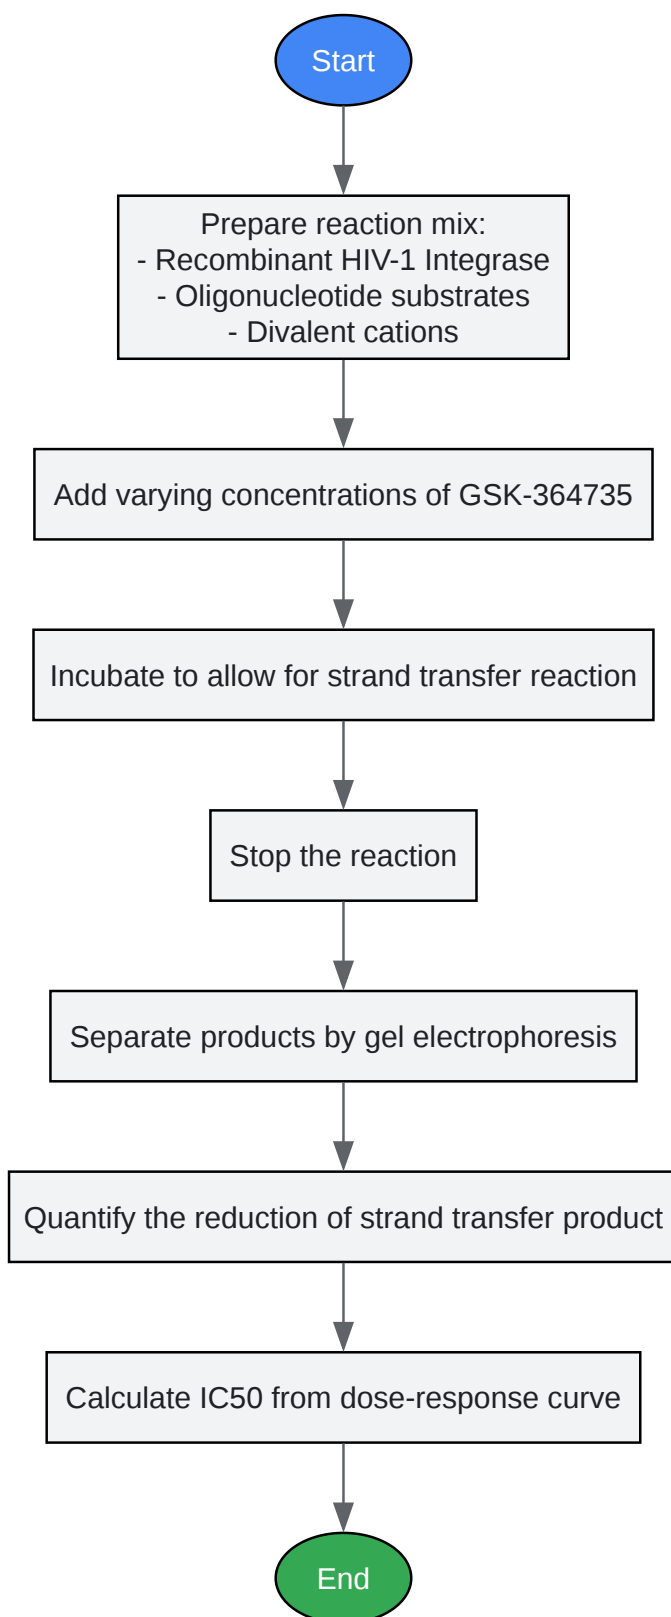 Start
Prepare reaction mix:
- Recombinant HIV-1 Integrase
- Oligonucleotide substrates
- Divalent cations
Add varying concentrations of GSK-364735
Incubate to allow for strand transfer reaction
Stop the reaction
Separate products by gel electrophoresis
Quantify the reduction of strand transfer product
Calculate IC50 from dose-response curve
End